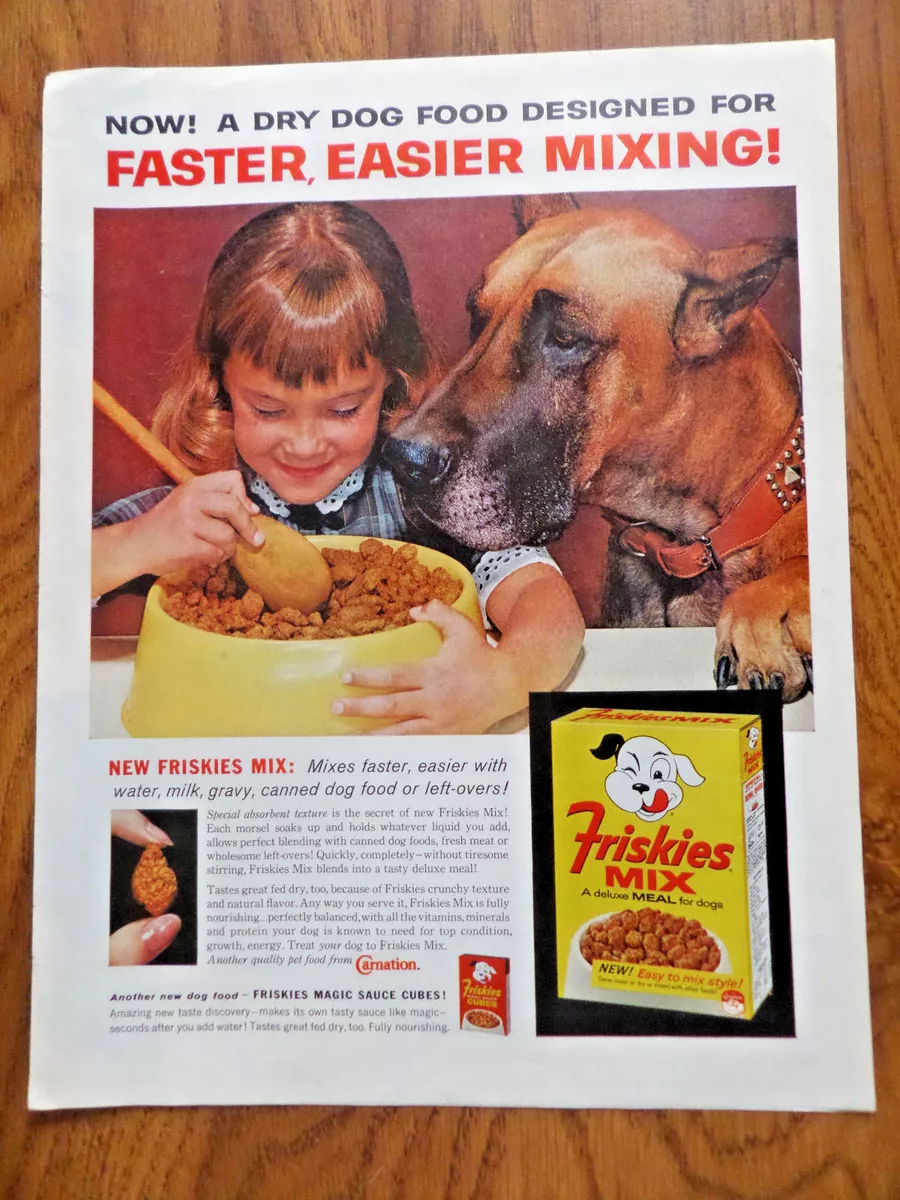 NOW! A DRY DOG FOOD DESIGNED FOR
FASTER, EASIER MIXING!
NEW FRISKIES MIX: Mixes faster, easier with
water, milk, gravy, canned dog food or left-overs!
Special absorbent texture is the secret of new Friskies Mix!
Each morsel soaks up and holds whatever liquid you add,
allows perfect blending with canned dog foods, fresh meat or
wholesome left-overs! Quickly, completely—without tiresome
stirring, Friskies Mix blends into a tasty deluxe meal!
Tastes great fed dry, too, because of Friskies crunchy texture
and natural flavor. Any way you serve it, Friskies Mix is fully
nourishing...perfectly balanced, with all the vitamins, minerals
and protein your dog is known to need for top condition,
growth, energy. Treat your dog to Friskies Mix.
Another quality pet food from Carnation.
Another new dog food — FRISKIES MAGIC SAUCE CUBES!
Amazing new taste discovery—makes its own tasty sauce like magic—
seconds after you add water! Tastes great fed dry, too. Fully nourishing.
Friskies
MAGIC SAUCE
CUBES
Friskies MIX
Friskies
MIX
A deluxe MEAL for dogs
NEW! Easy to mix style!
Friskies
MIX